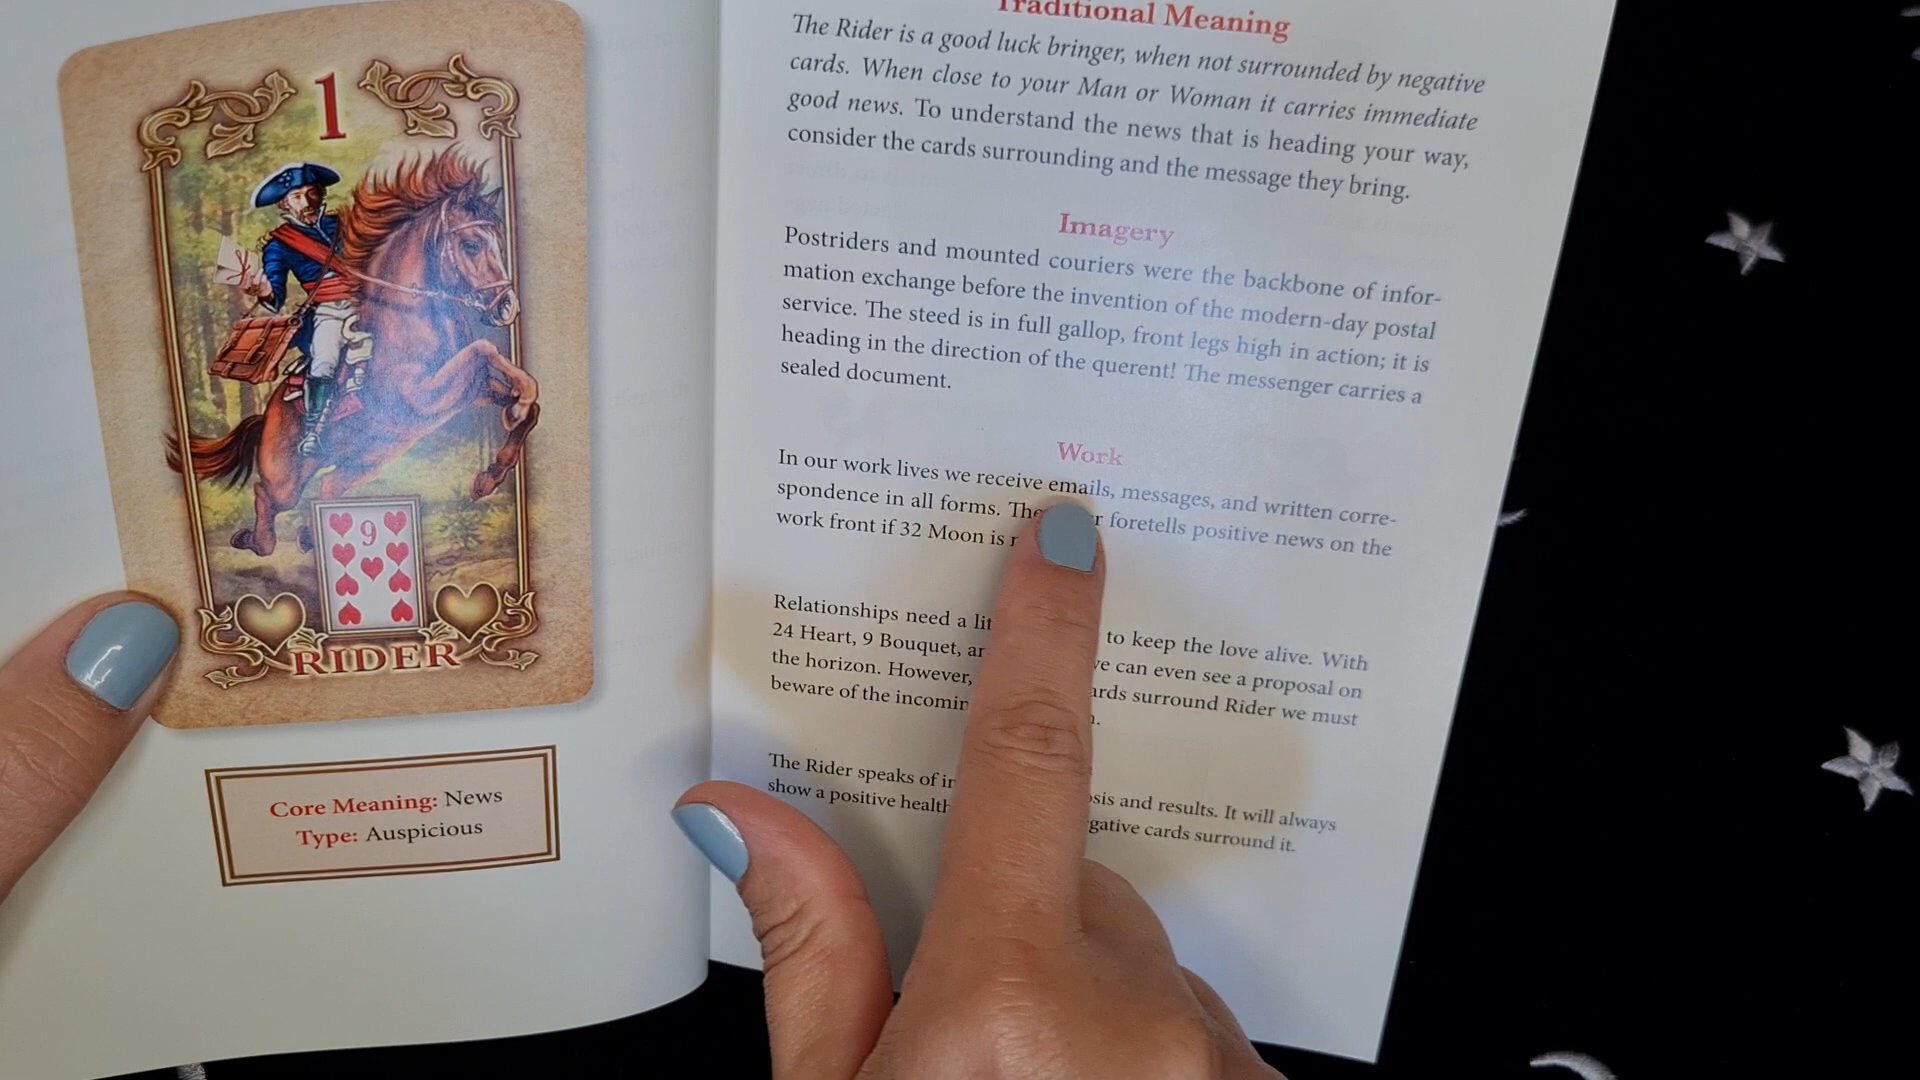 1
9
RIDER
Core Meaning: News
Type: Auspicious
Traditional Meaning
The Rider is a good luck bringer, when not surrounded by negative
cards. When close to your Man or Woman it carries immediate
good news. To understand the news that is heading your way,
consider the cards surrounding and the message they bring.
Imagery
Postriders and mounted couriers were the backbone of infor-
mation exchange before the invention of the modern-day postal
service. The steed is in full gallop, front legs high in action; it is
heading in the direction of the querent! The messenger carries a
sealed document.
Work
In our work lives we receive emails, messages, and written corre-
spondence in all forms. The foretells positive news on the
work front if 32 Moon is
Relationships need a to keep the love alive. With
24 Heart, 9 Bouquet, can even see a proposal on
the horizon. However, surround Rider we must
beware of the
The Rider speaks of and results. It will always
show a positive cards surround it.